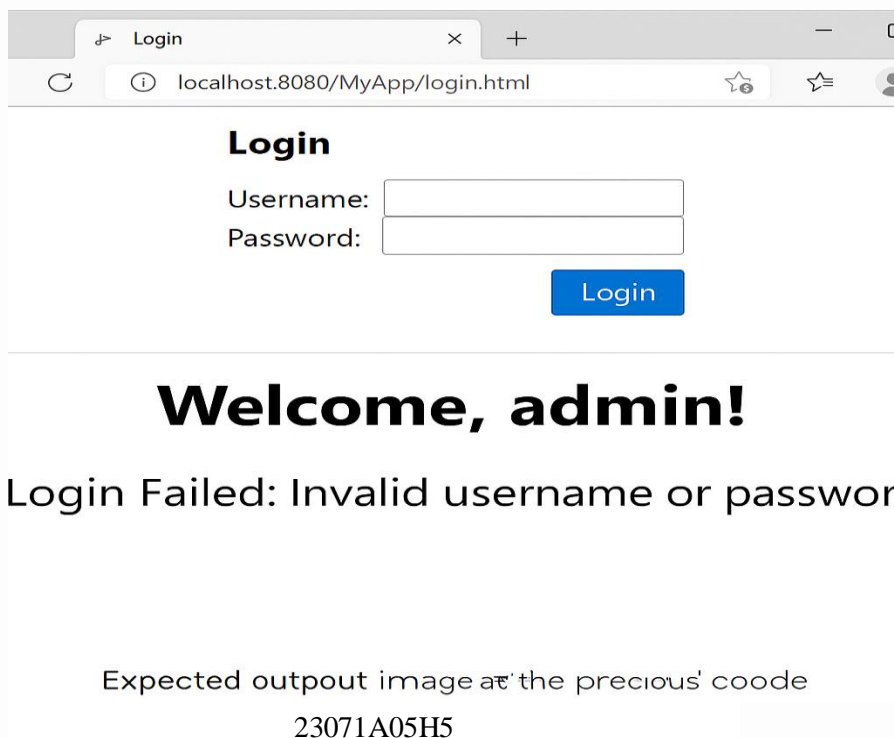 Login
localhost.8080/MyApp/login.html
Login
Username:
Password:
Login
Welcome, admin!
Login Failed: Invalid username or passwor
Expected outpout image at the precious' coode
23071A05H5